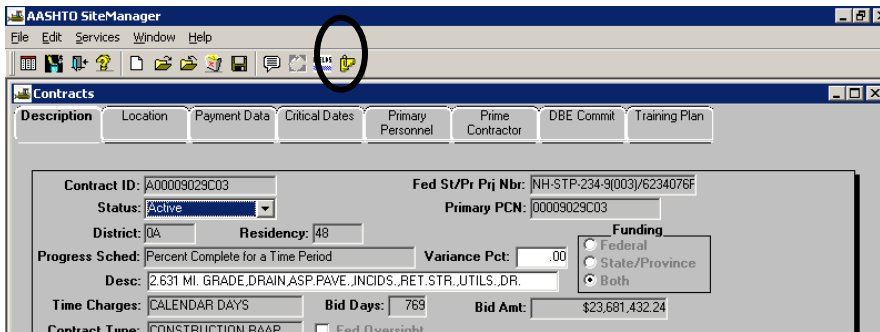 AASHTO SiteManager
File Edit Services Window Help
Contracts
Description Location Payment Data Critical Dates Primary Personnel Prime Contractor DBE Commit Training Plan
Contract ID: A00009029C03 Fed St/Pr Prj Nbr: NH-STP-234-9(003)/6234076F
Status: Active Primary PCN: 00009029C03
District: 0A Residency: 48 Funding
Federal
Progress Sched: Percent Complete for a Time Period Variance Pct: .00 State/Province
Desc: 2.631 MI. GRADE,DRAIN,ASP.PAVE.,INCIDS.,RET.STR.,UTILS.,DR. Both
Time Charges: CALENDAR DAYS Bid Days: 769 Bid Amt: $23,681,432.24
Contract Type: CONSTRUCTION RAAP Fed Oversight